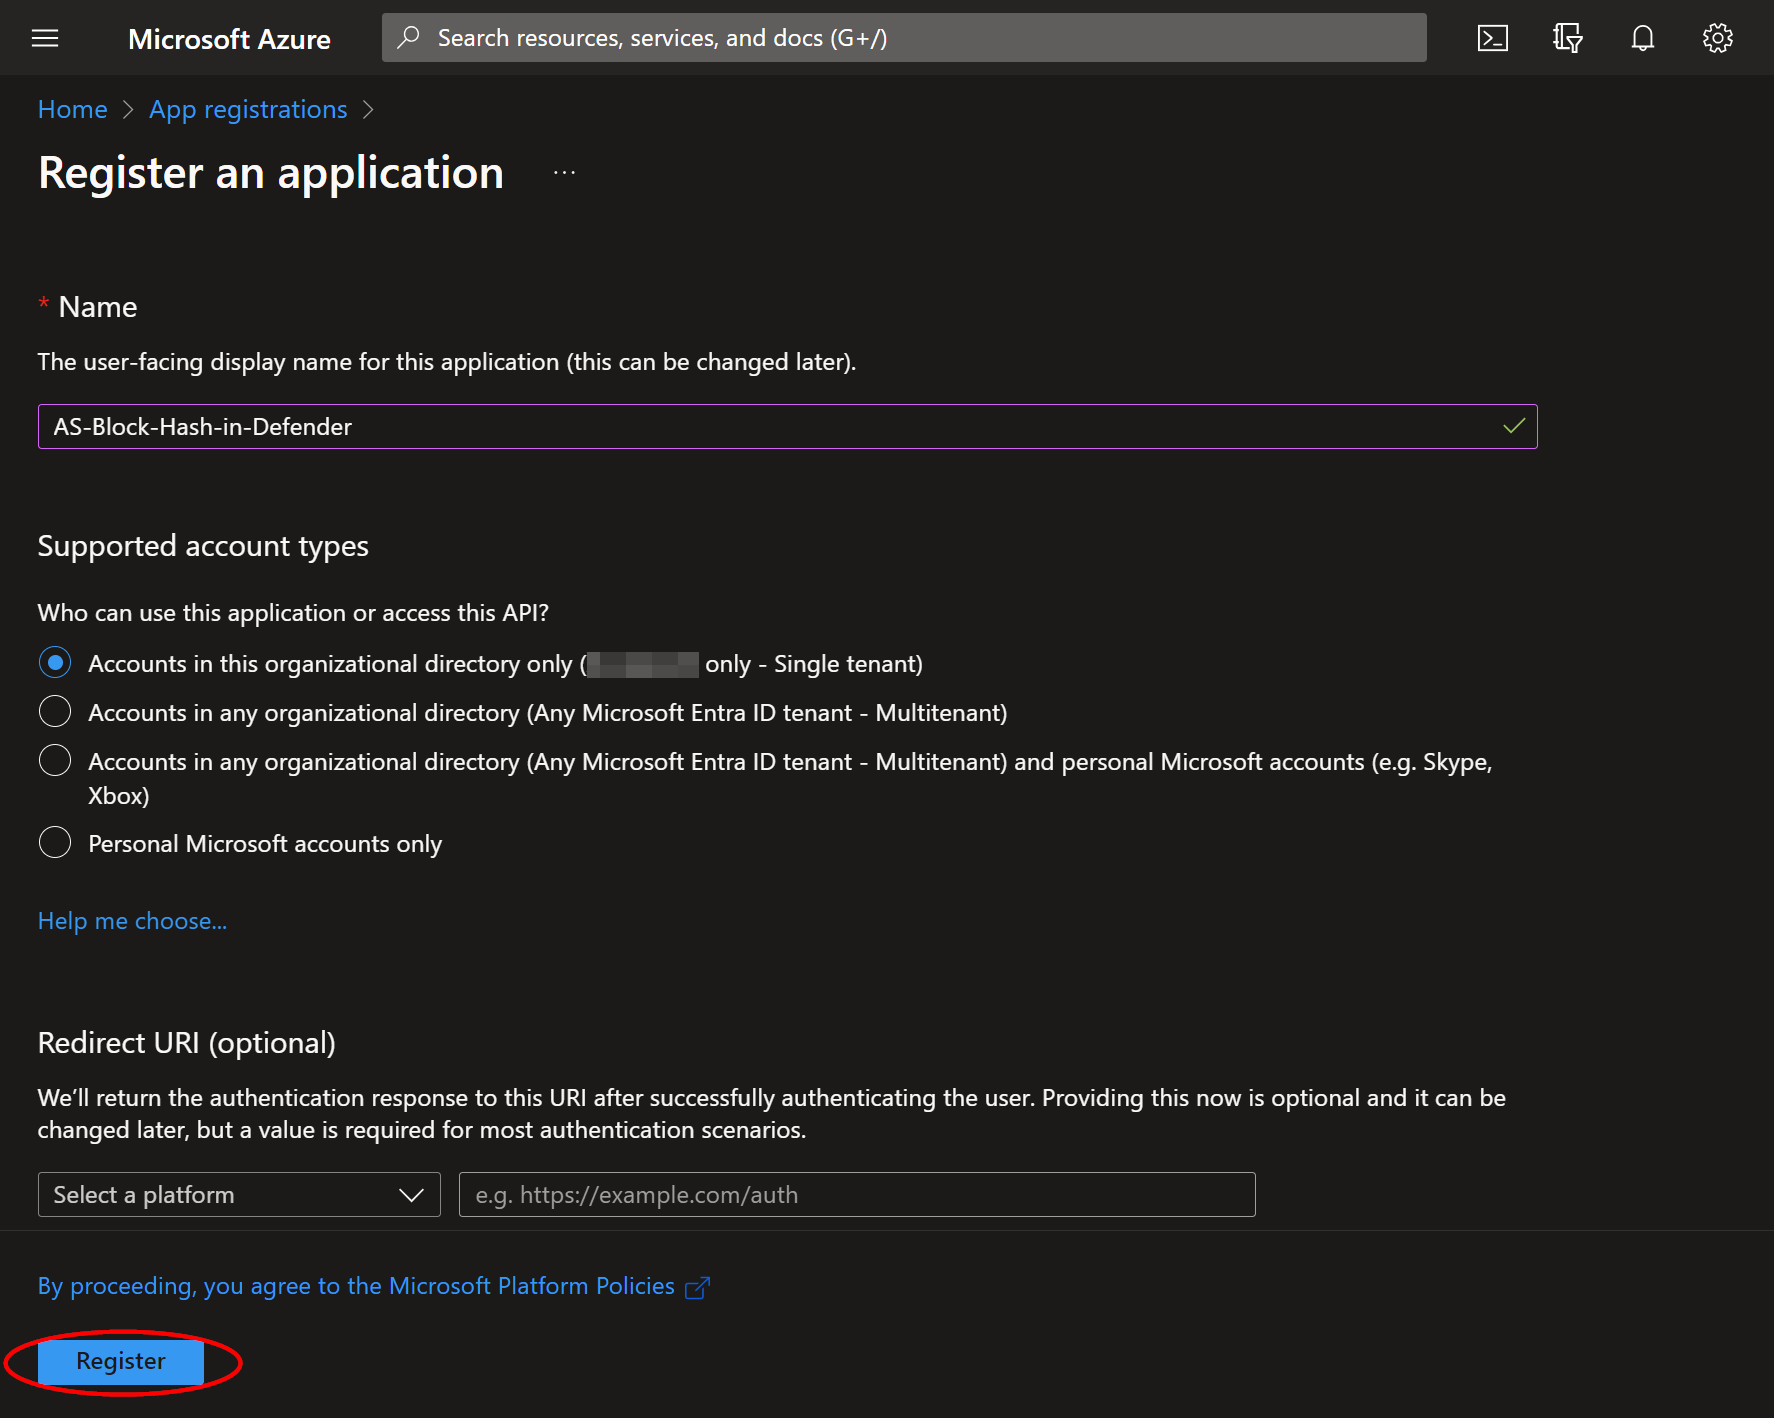 Microsoft Azure
Search resources, services, and docs (G+/)
Home > App registrations >
Register an application ...
* Name
The user-facing display name for this application (this can be changed later).
AS-Block-Hash-in-Defender
Supported account types
Who can use this application or access this API?
Accounts in this organizational directory only ( only - Single tenant)
Accounts in any organizational directory (Any Microsoft Entra ID tenant - Multitenant)
Accounts in any organizational directory (Any Microsoft Entra ID tenant - Multitenant) and personal Microsoft accounts (e.g. Skype,
Xbox)
Personal Microsoft accounts only
Help me choose...
Redirect URI (optional)
We’ll return the authentication response to this URI after successfully authenticating the user. Providing this now is optional and it can be
changed later, but a value is required for most authentication scenarios.
Select a platform
e.g. https://example.com/auth
By proceeding, you agree to the Microsoft Platform Policies
Register